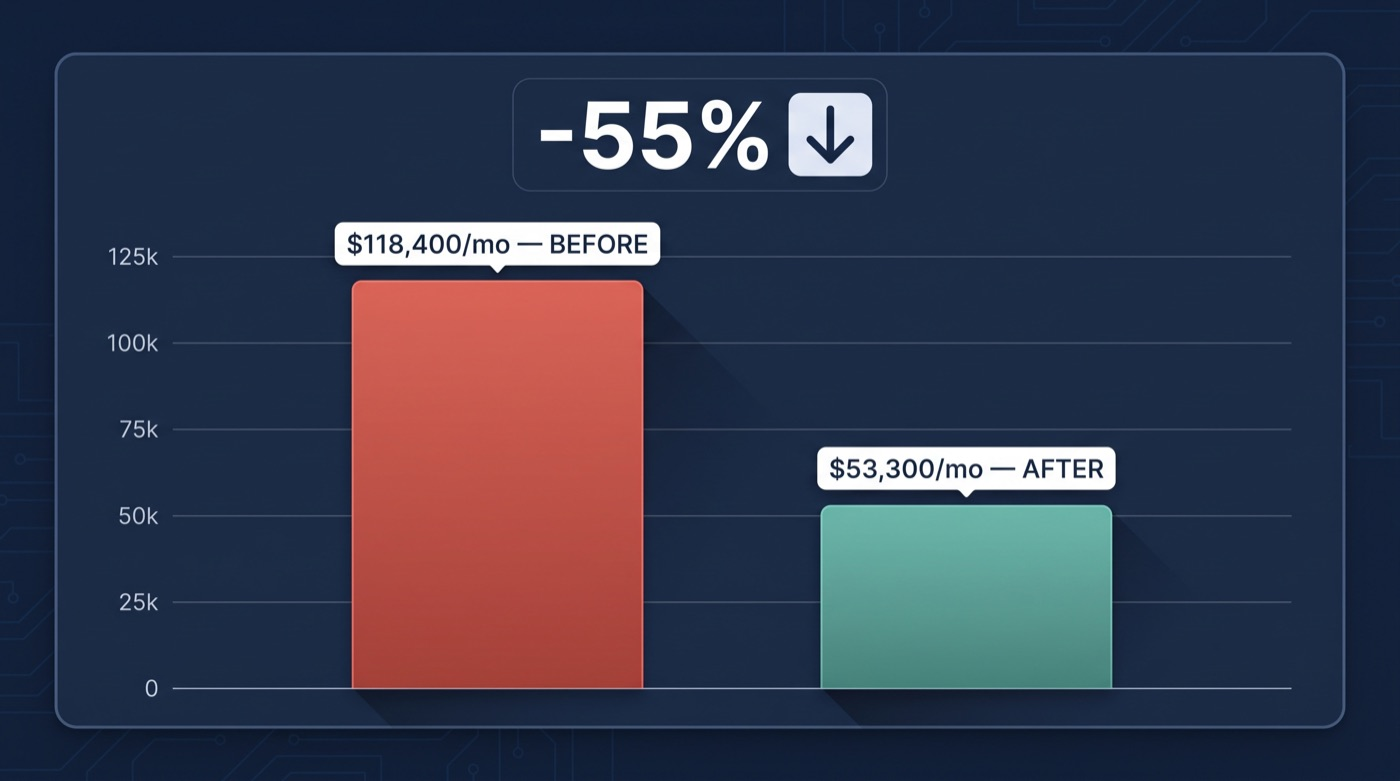 -55%
$118,400/mo — BEFORE
125k
100k
75k
$53,300/mo — AFTER
50k
25k
0